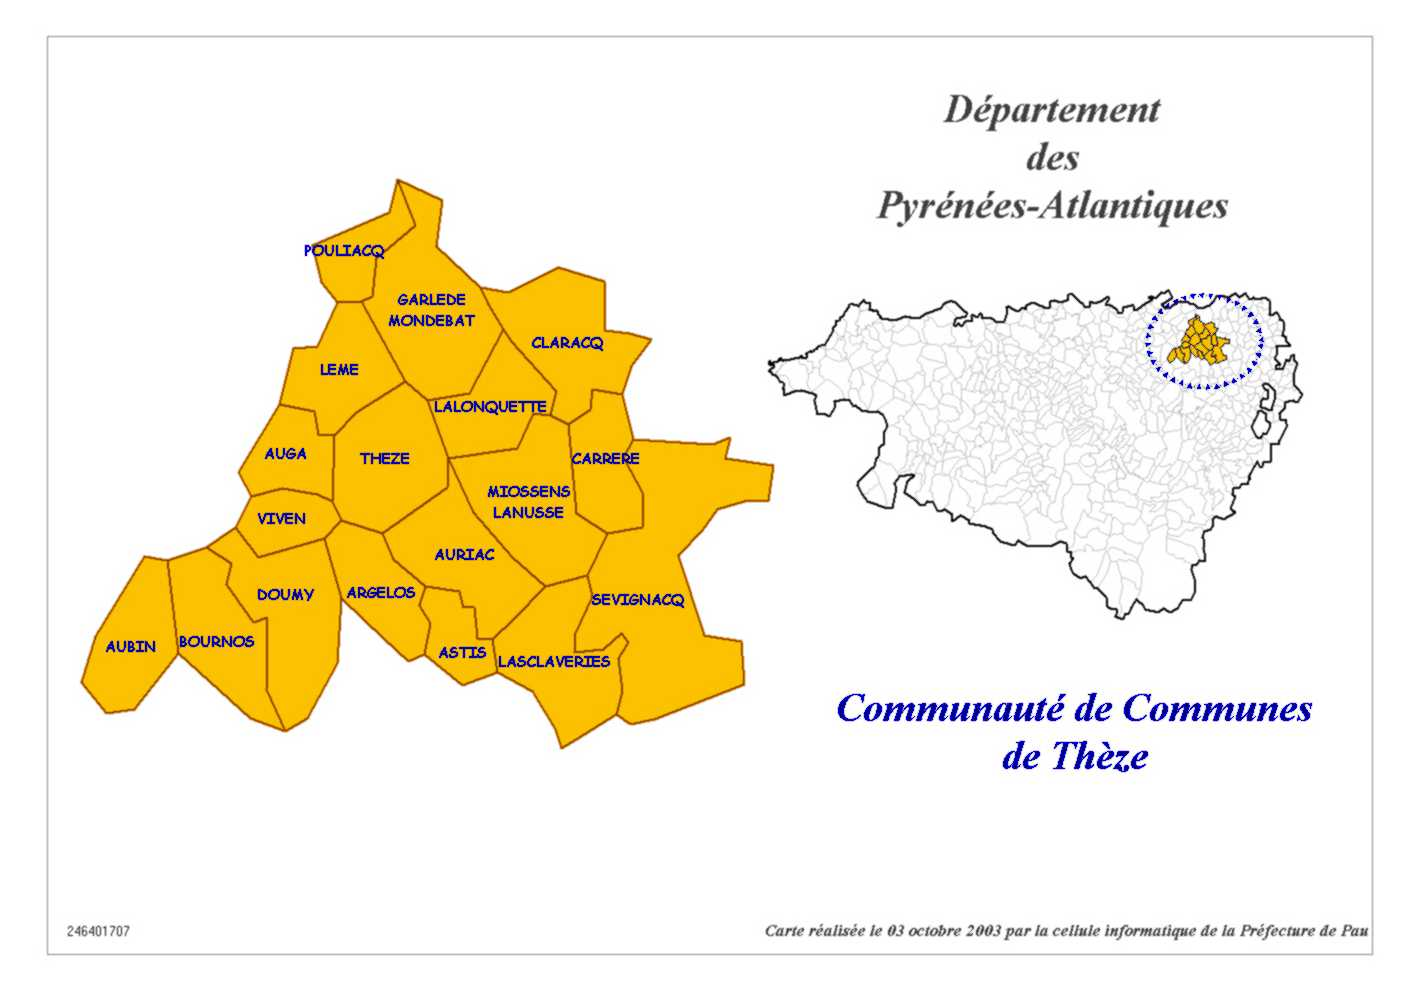 Département
des
Pyrénées-Atlantiques
POULIACQ
GARLEDE
MONDEBAT
CLARACQ
LEME
LALONQUETTE
AUGA
THEZE
CARRERE
MIOSSENS
LANUSSE
VIVEN
AURIAC
DOUMY
ARGELOS
SEVIGNACQ
AUBIN
BOURNOS
ASTIS
LASCLAVERIES
Communauté de Communes
de Thèze
246401707
Carte réalisée le 03 octobre 2003 par la cellule informatique de la Préfecture de Pau